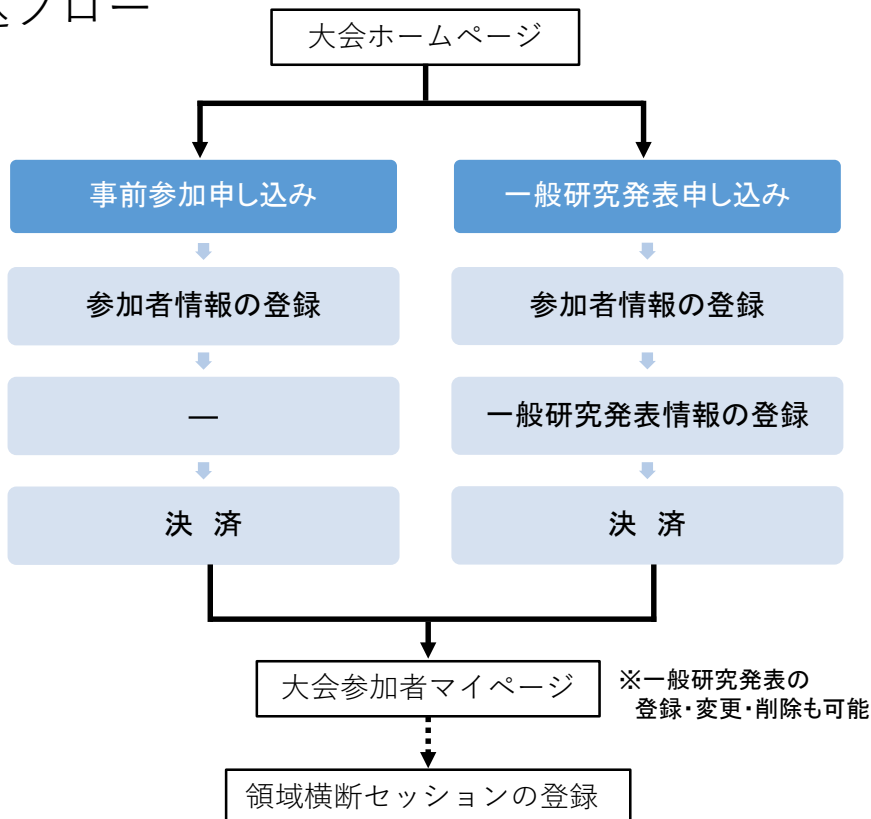 フロー
大会ホームページ
事前参加申し込み
一般研究発表申し込み
参加者情報の登録
参加者情報の登録
―
一般研究発表情報の登録
決 済
決 済
大会参加者マイページ
※一般研究発表の
登録・変更・削除も可能
領域横断セッションの登録